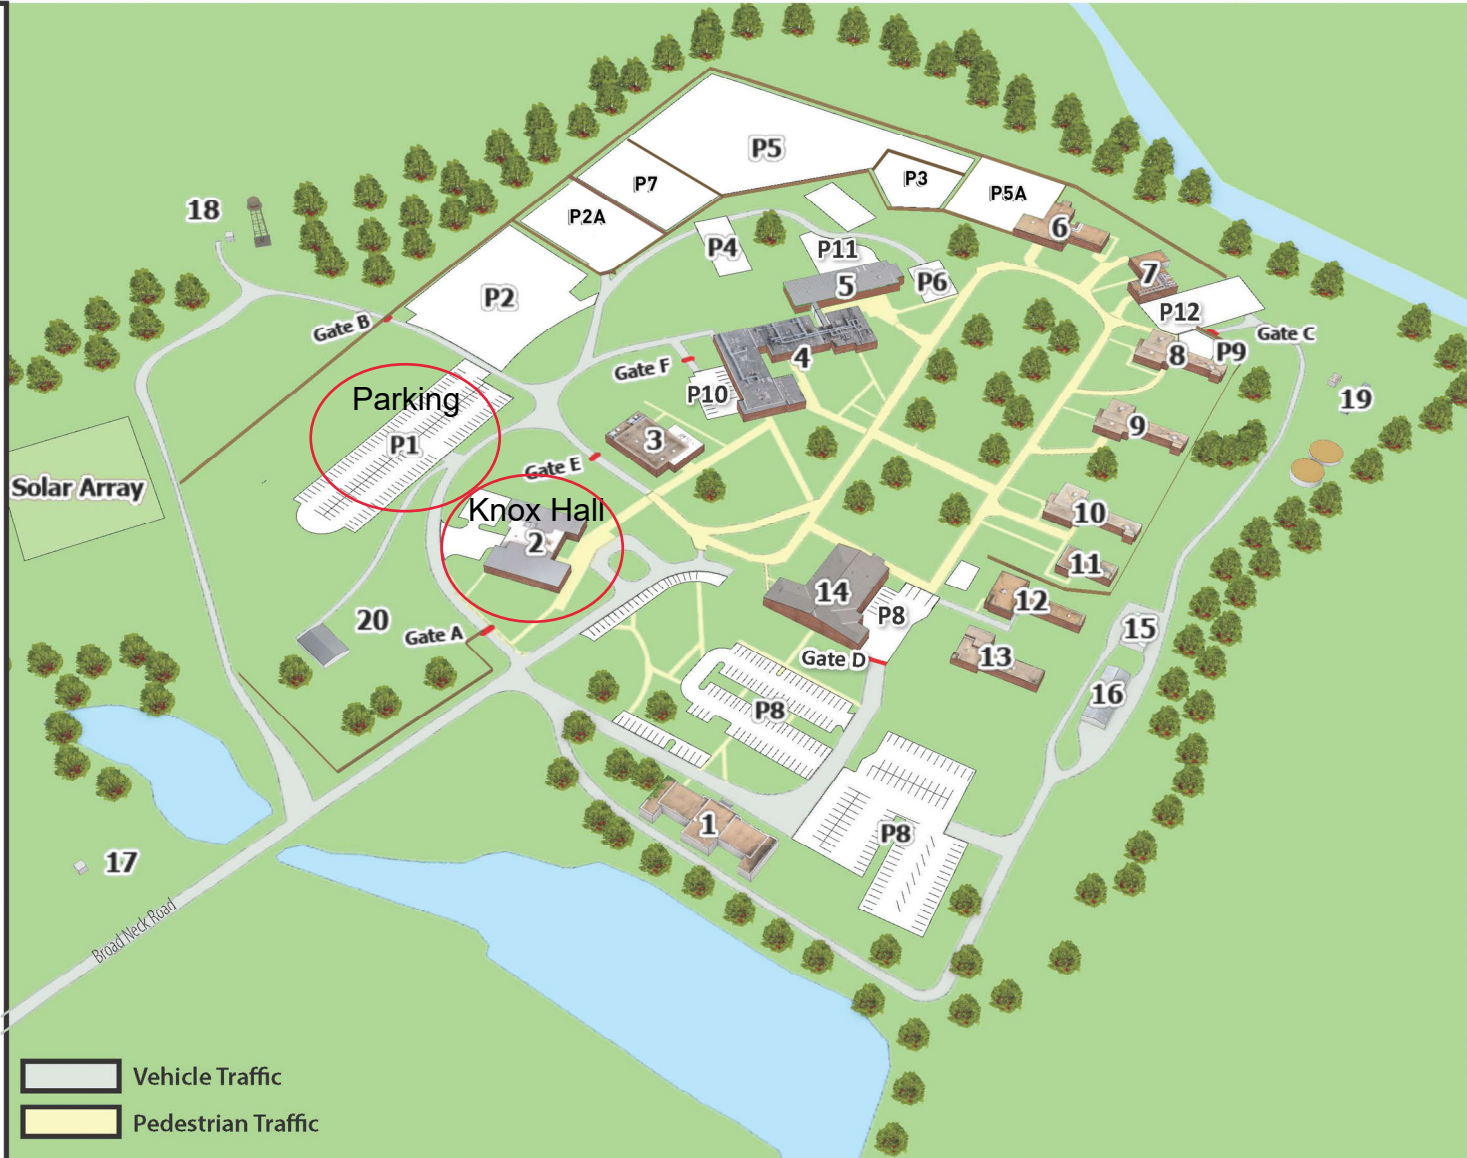 P5
P7
P3
P5A
P2A
18
6
P4
P11
7
5
P6
P2
P12
Gate B
Gate C
4
8
P9
Gate F
P10
Parking
19
9
3
P1
Gate E
Solar Array
Knox Hall
10
2
11
14
12
20
P8
Gate A
15
Gate D
13
16
P8
1
P8
17
Broad Neck Road
Vehicle Traffic
Pedestrian Traffic